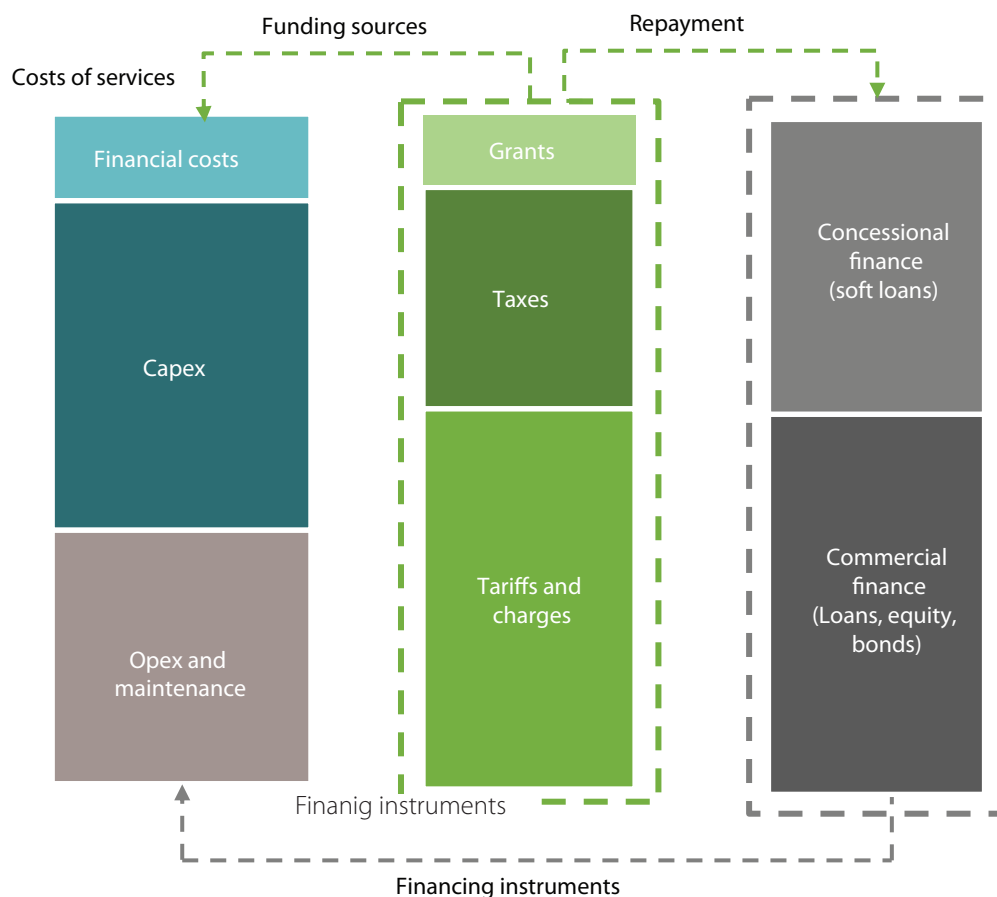 Funding sources
Repayment
Costs of services
Financial costs
Capex
Opex and
maintenance
Grants
Taxes
Tariffs and
charges
Concessional
finance
(soft loans)
Commercial
finance
(Loans, equity,
bonds)
Finanig instruments
Financing instruments